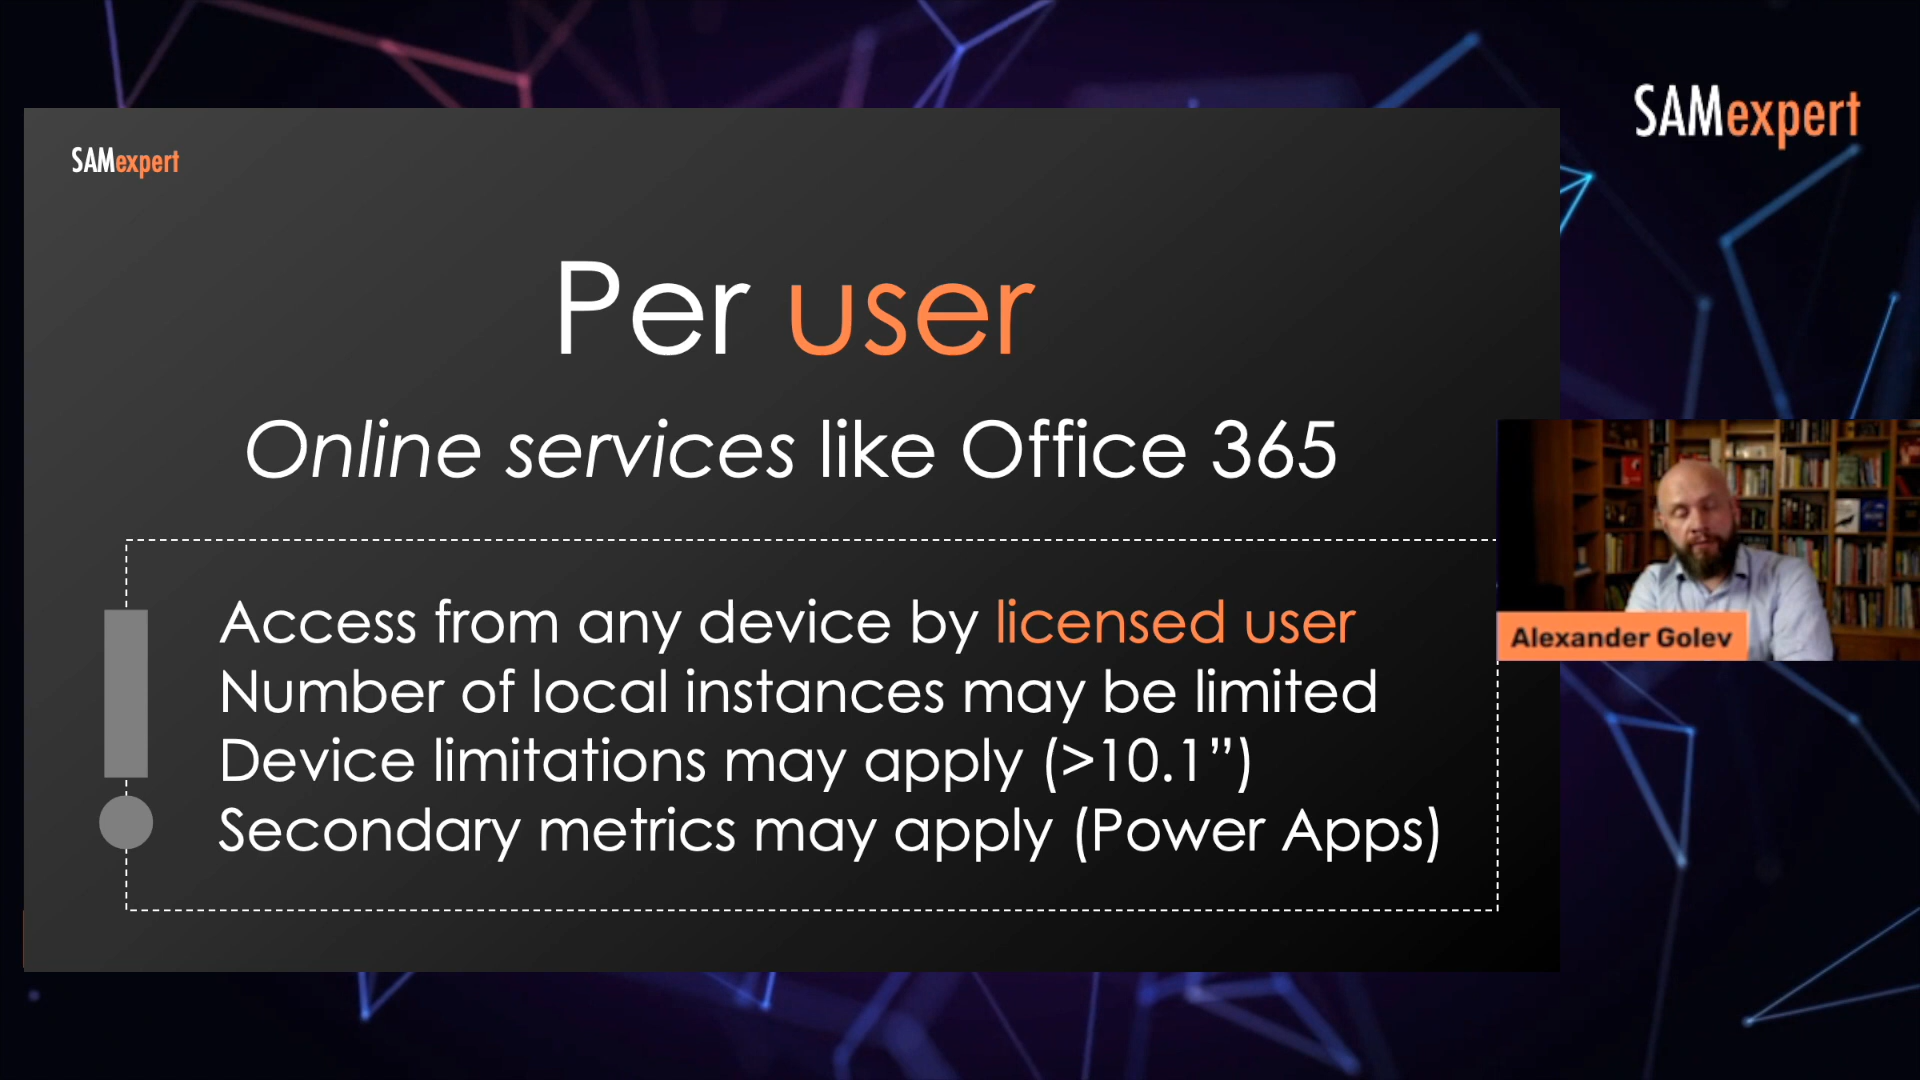 SAMexpert
SAMexpert
Per user
Online services like Office 365
Access from any device by licensed user
Number of local instances may be limited
Device limitations may apply (>10.1”)
Secondary metrics may apply (Power Apps)
Alexander Golev